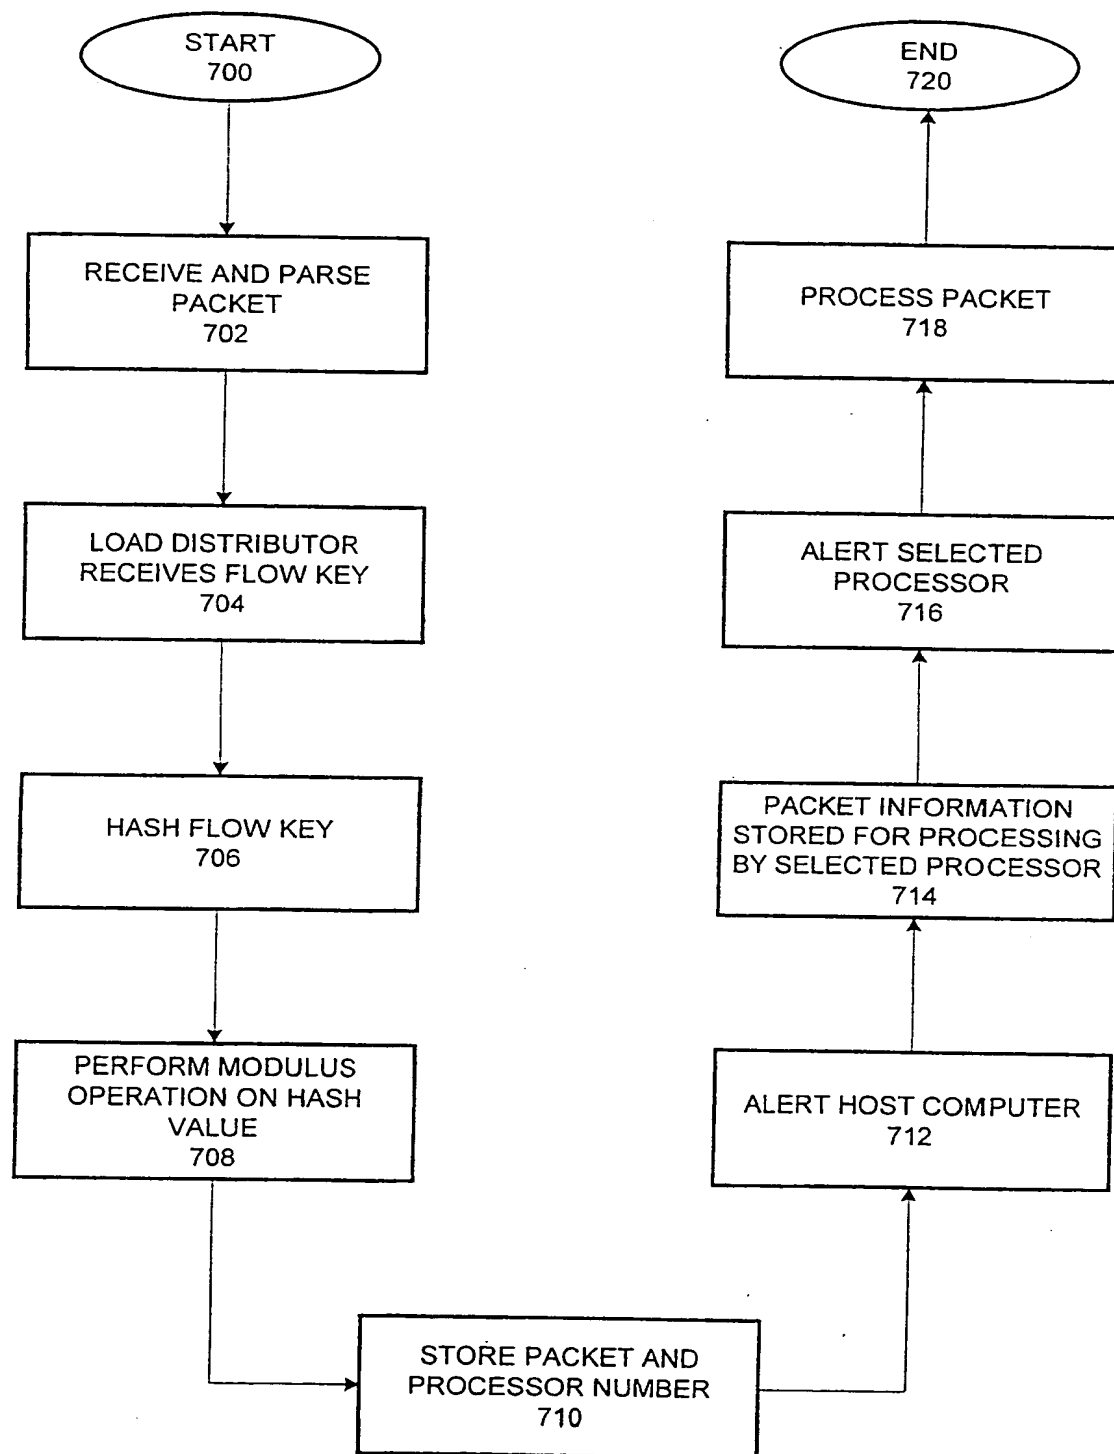 START
700
RECEIVE AND PARSE
PACKET
702
LOAD DISTRIBUTOR
RECEIVES FLOW KEY
704
HASH FLOW KEY
706
PERFORM MODULUS
OPERATION ON HASH
VALUE
708
STORE PACKET AND
PROCESSOR NUMBER
710
ALERT HOST COMPUTER
712
PACKET INFORMATION
STORED FOR PROCESSING
BY SELECTED PROCESSOR
714
ALERT SELECTED
PROCESSOR
716
PROCESS PACKET
718
END
720